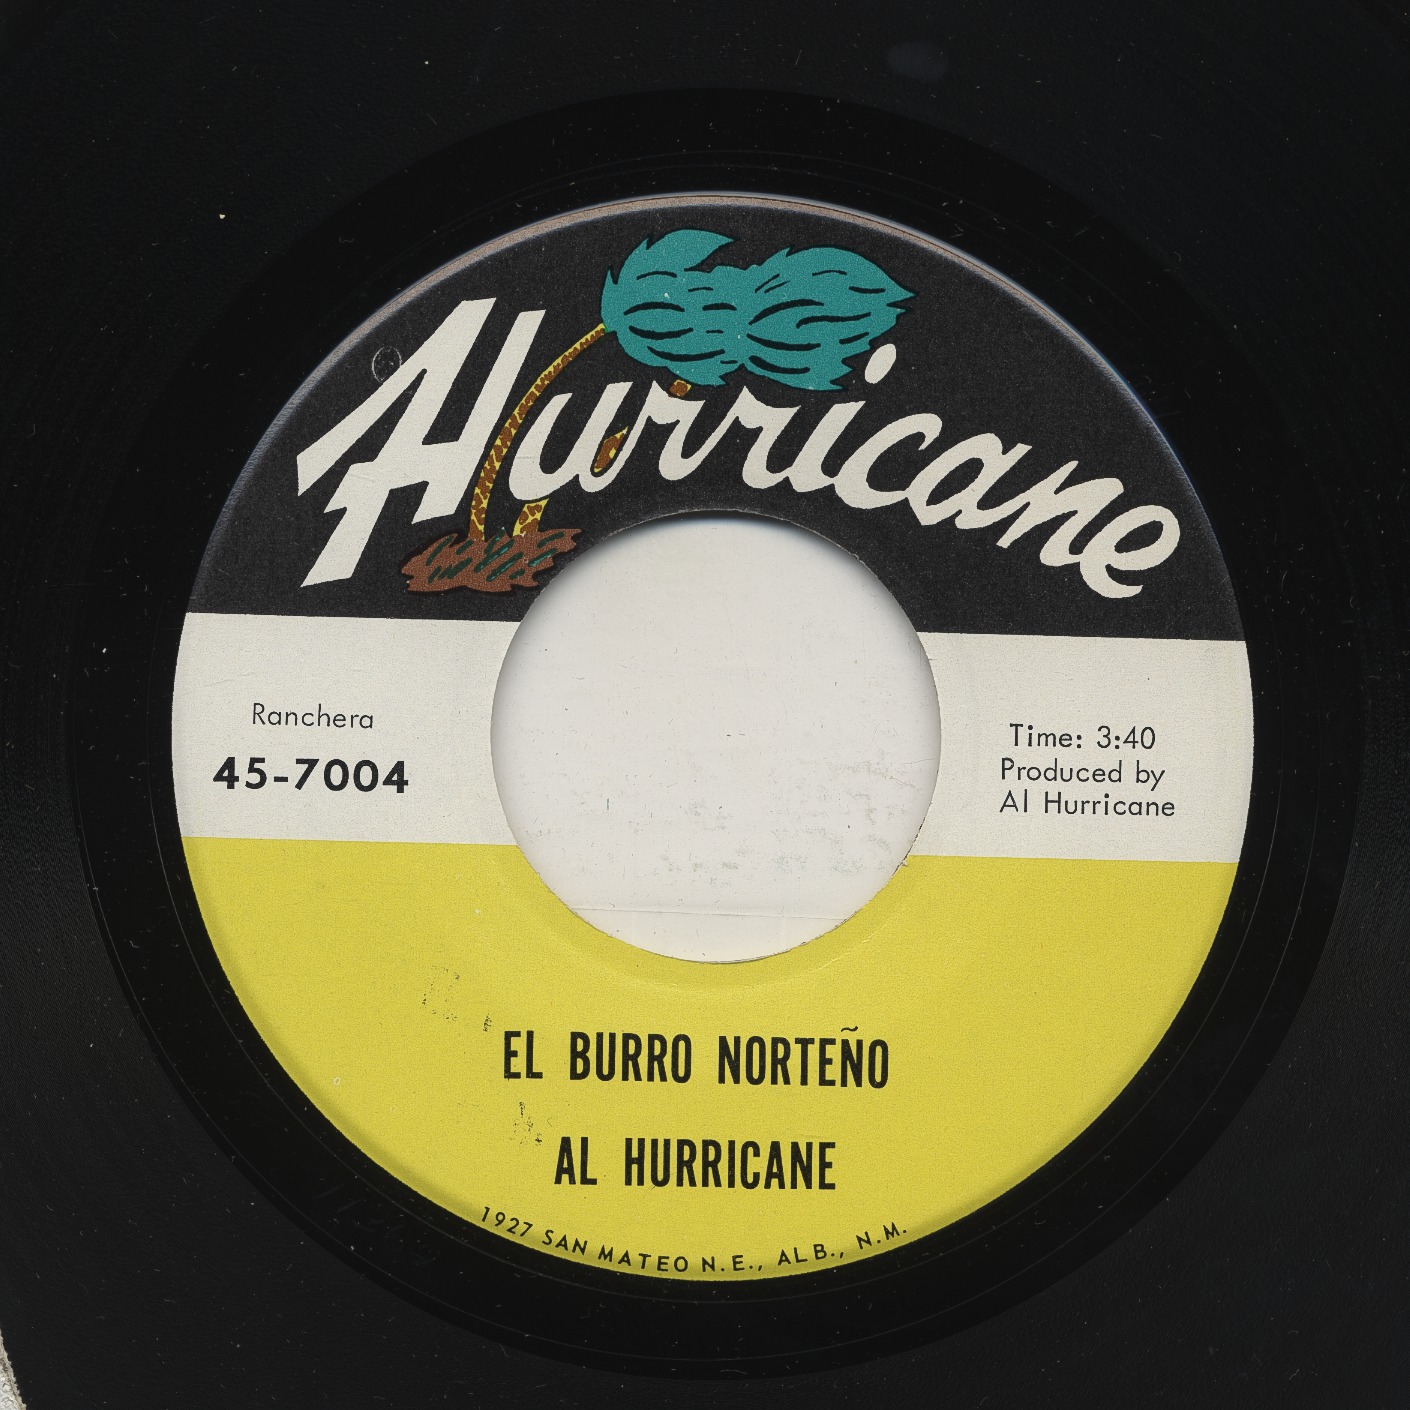 Hurricane
Ranchera
45-7004
Time: 3:40
Produced by
Al Hurricane
EL BURRO NORTEÑO
AL HURRICANE
1927 SAN MATEO N.E., ALB., N.M.